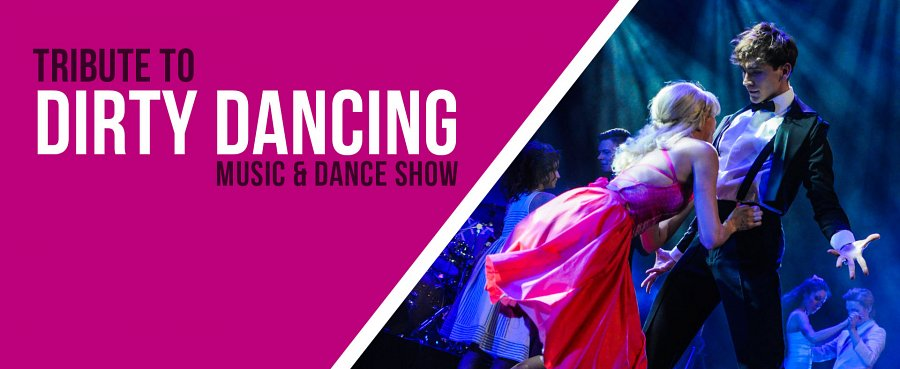 TRIBUTE TO
DIRTY DANCING
MUSIC & DANCE SHOW